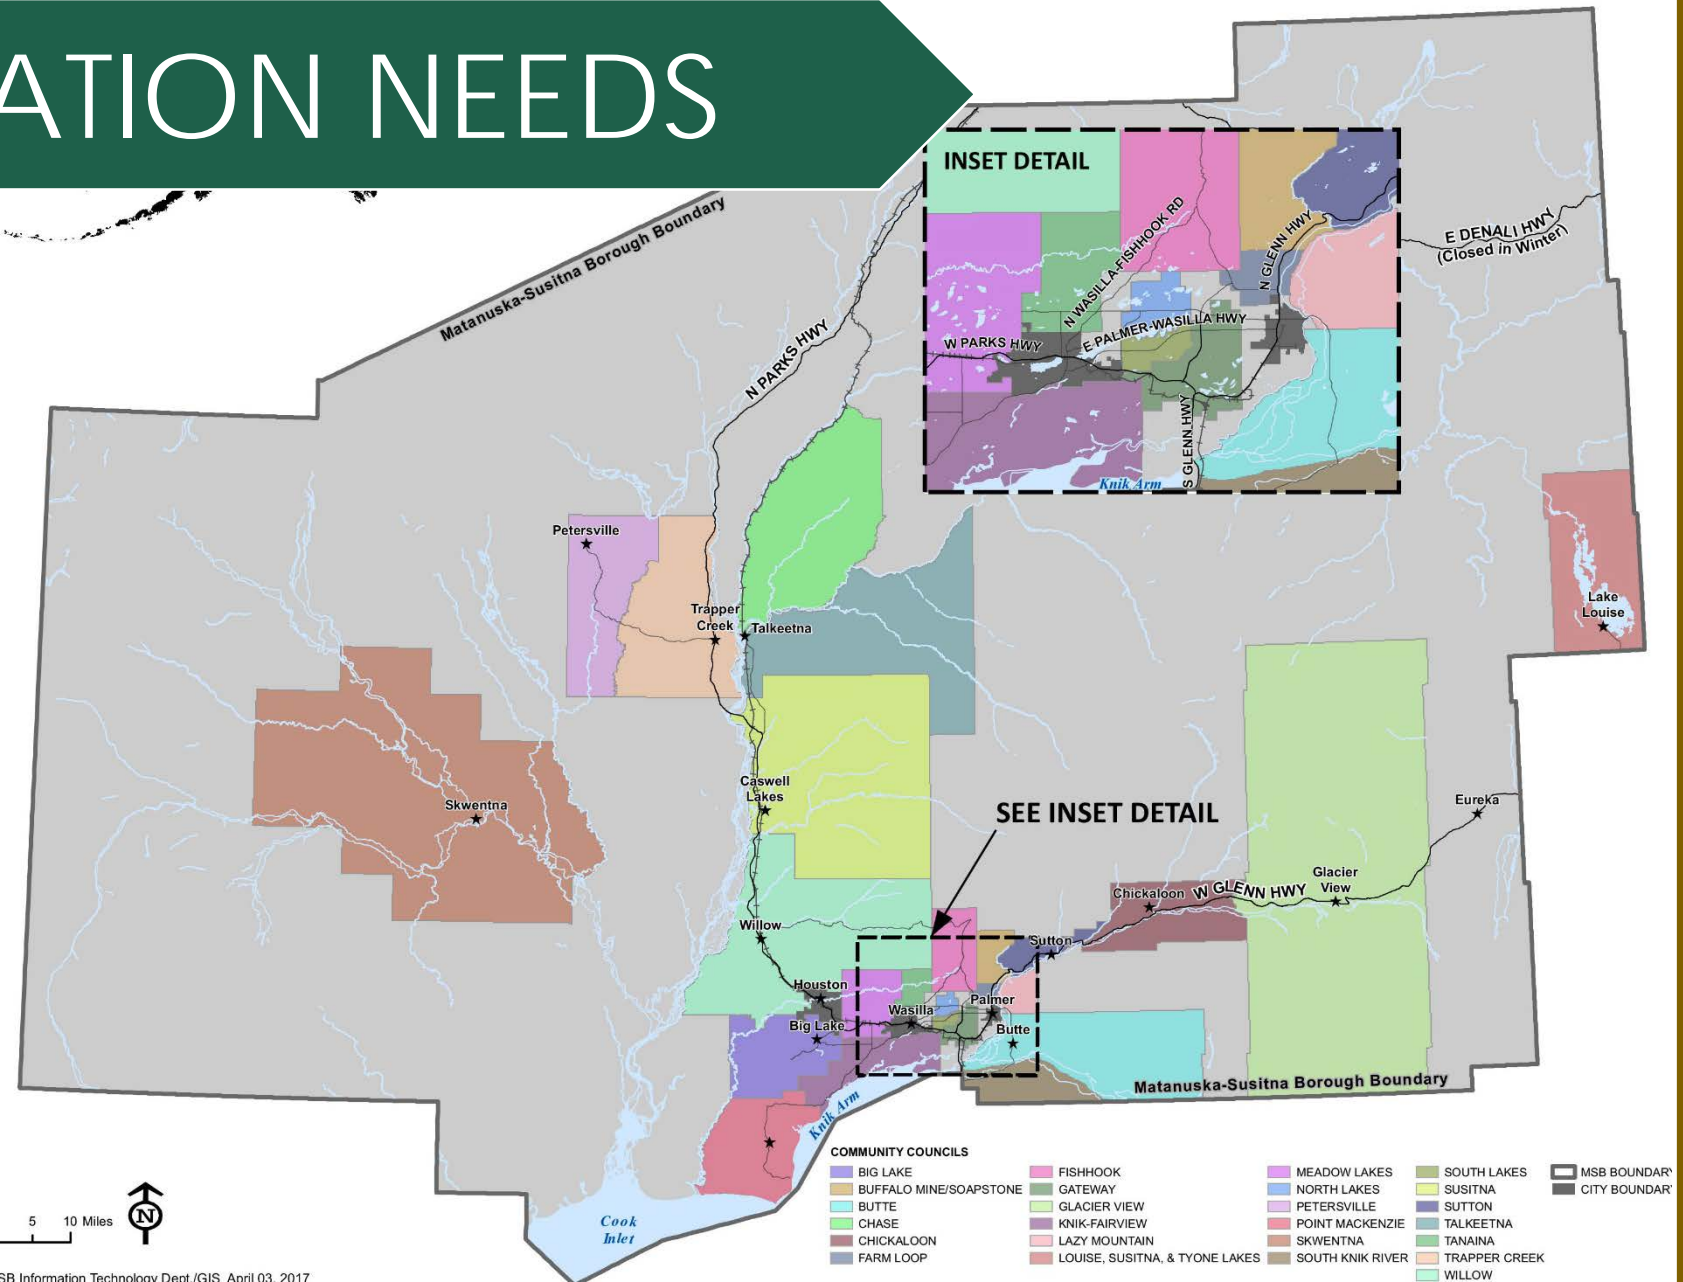 ATION NEEDS
INSET DETAIL
N WASILLA-FISHHOOK RD
N GLENN HWY
E PALMER-WASILLA HWY
W PARKS HWY
S GLENN HWY
Knik Arm
E DENALI HWY
(Closed in Winter)
Matanuska-Susitna Borough Boundary
N PARKS HWY
Petersville
Trapper
Creek
Talkeetna
Lake
Louise
Skwentna
Caswell
Lakes
SEE INSET DETAIL
Eureka
Glacier
View
Chickaloon
W GLENN HWY
Willow
Sutton
Houston
Wasilla
Palmer
Big Lake
Butte
Matanuska-Susitna Borough Boundary
Knik Arm
Cook
Inlet
COMMUNITY COUNCILS
BIG LAKE
BUFFALO MINE/SOAPSTONE
BUTTE
CHASE
CHICKALOON
FARM LOOP
FISHHOOK
GATEWAY
GLACIER VIEW
KNIK-FAIRVIEW
LAZY MOUNTAIN
LOUISE, SUSITNA, & TYONE LAKES
MEADOW LAKES
NORTH LAKES
PETERSVILLE
POINT MACKENZIE
SKWENTNA
SOUTH KNIK RIVER
SOUTH LAKES
SUSITNA
SUTTON
TALKEETNA
TANAINA
TRAPPER CREEK
WILLOW
MSB BOUNDARY
CITY BOUNDAR
5 10 Miles
N
SB Information Technology Dept./GIS April 03, 2017